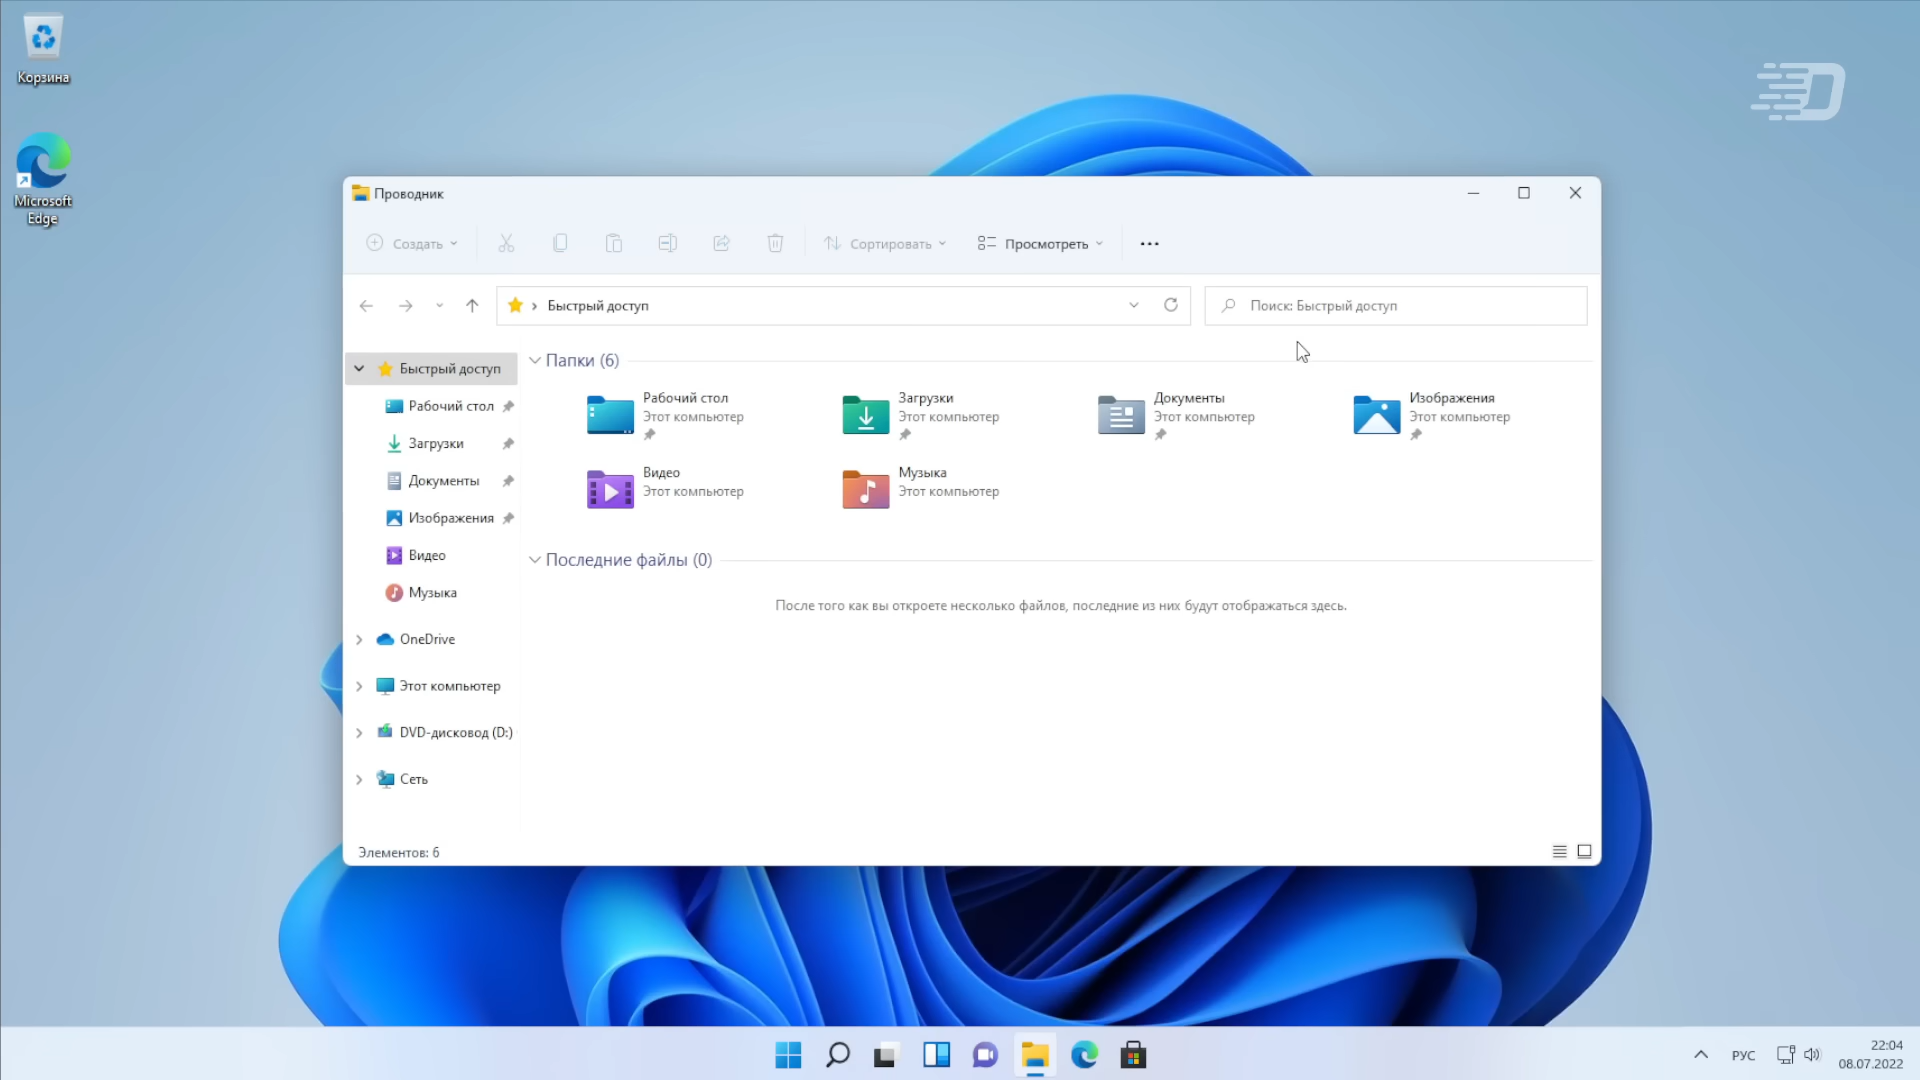 Корзина
Microsoft
Edge
Проводник
Создать
Сортировать
Просмотреть
Быстрый доступ
Поиск: Быстрый доступ
Быстрый доступ
Рабочий стол
Загрузки
Документы
Изображения
Видео
Музыка
OneDrive
Этот компьютер
DVD-дисковод (D:)
Сеть
Папки (6)
Рабочий стол
Этот компьютер
Загрузки
Этот компьютер
Документы
Этот компьютер
Изображения
Этот компьютер
Видео
Этот компьютер
Музыка
Этот компьютер
Последние файлы (0)
После того как вы откроете несколько файлов, последние из них будут отображаться здесь.
Элементов: 6
РУС
22:04
08.07.2022